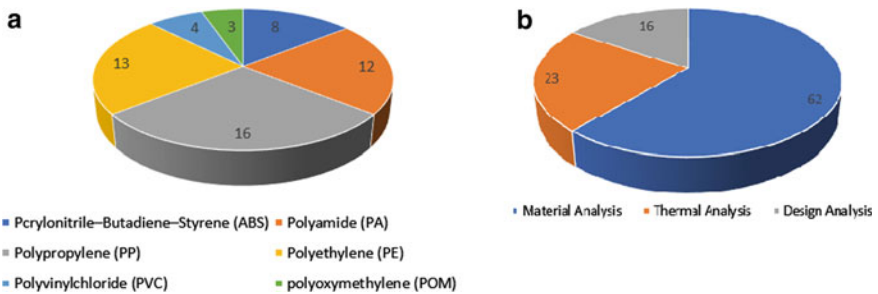 a
4
3
8
13
12
16
Pcrylonitrile–Butadiene–Styrene (ABS) Polyamide (PA)
Polypropylene (PP) Polyethylene (PE)
Polyvinylchloride (PVC) polyoxymethylene (POM)
b
16
23
62
Material Analysis Thermal Analysis Design Analysis